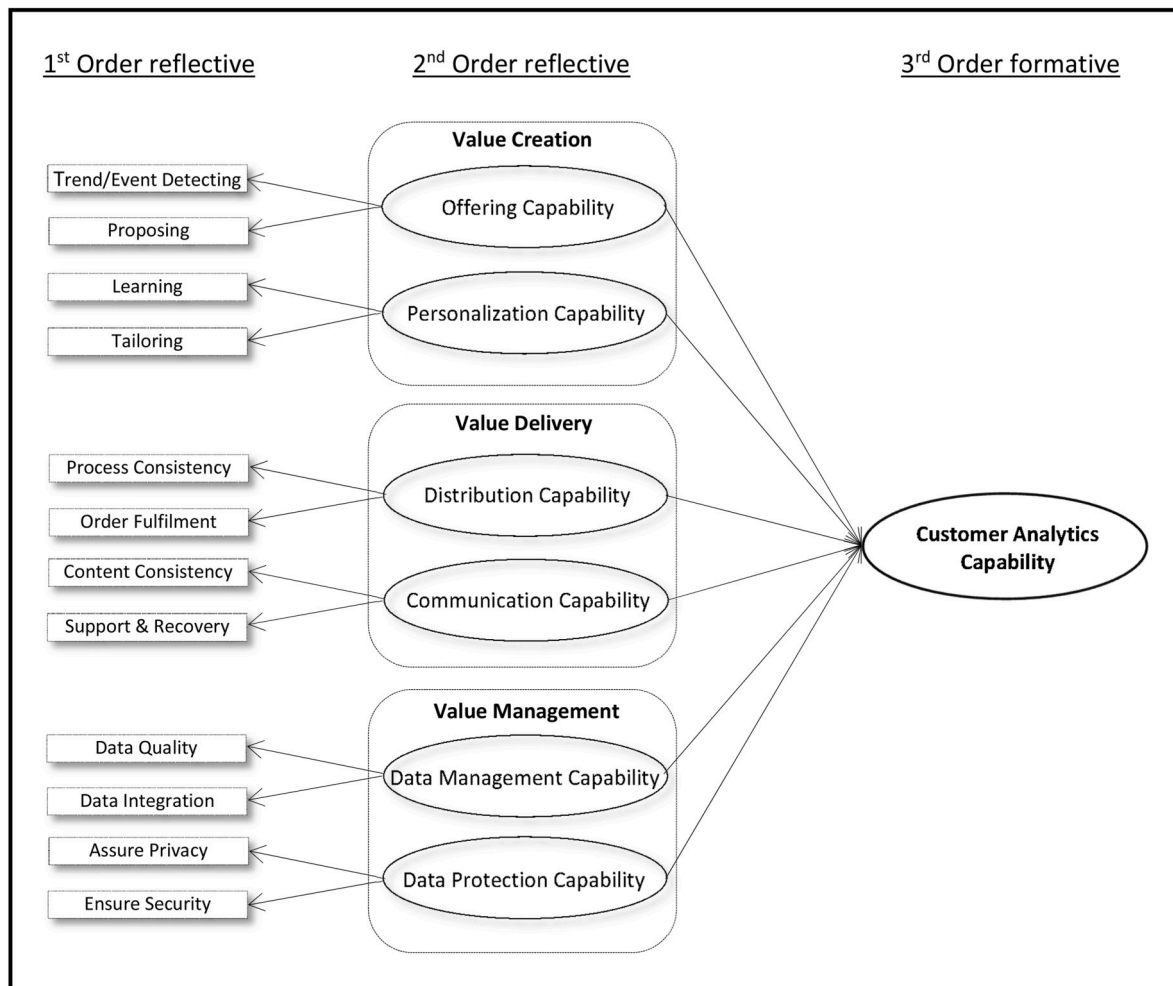 1st Order reflective
2nd Order reflective
3rd Order formative
Value Creation
Trend/Event Detecting
Offering Capability
Proposing
Learning
Personalization Capability
Tailoring
Value Delivery
Process Consistency
Distribution Capability
Order Fulfilment
Content Consistency
Communication Capability
Support & Recovery
Customer Analytics
Capability
Value Management
Data Quality
Data Management Capability
Data Integration
Assure Privacy
Data Protection Capability
Ensure Security